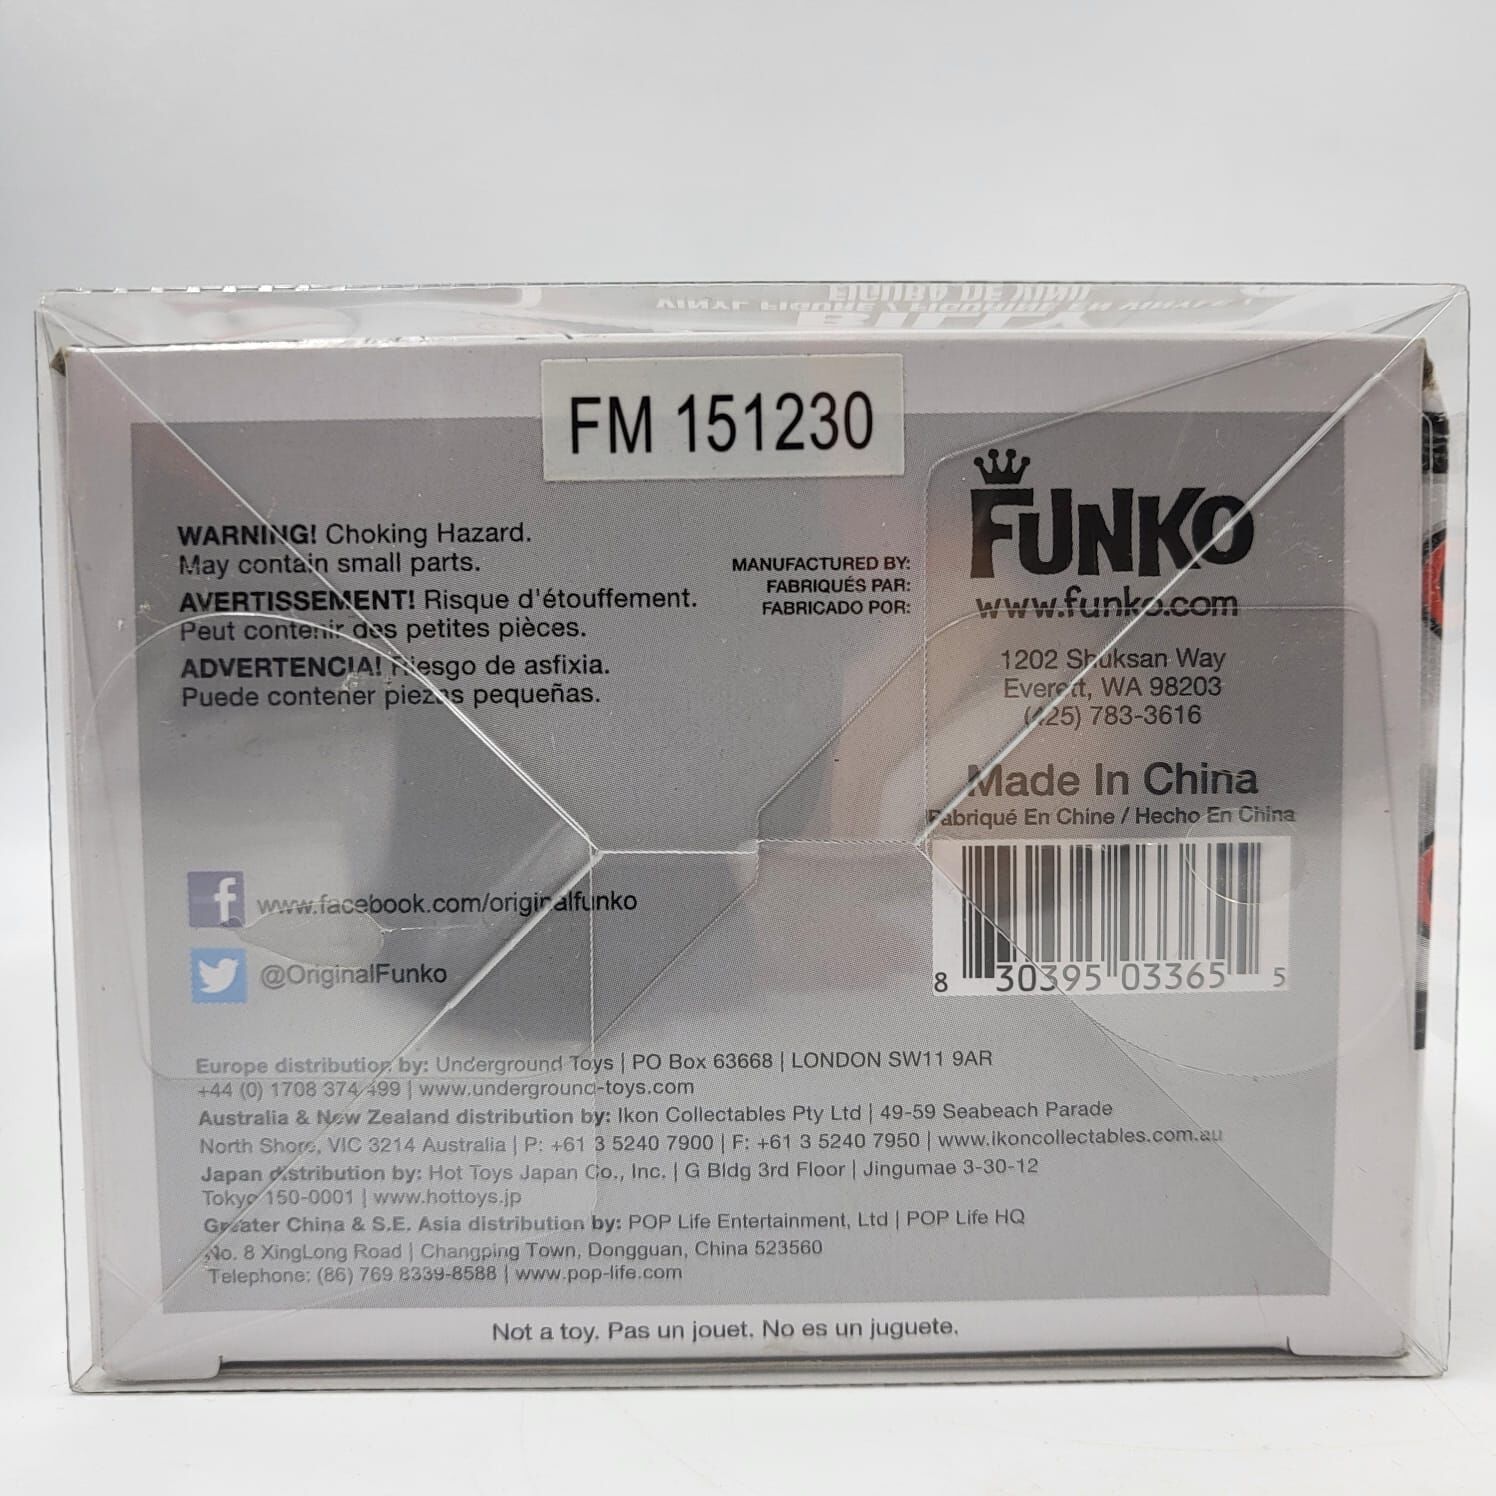 FIGURA DE VINIL
VINYL FIGURE / FIGURINE EN VINYLE /
BILLY
FM 151230
WARNING! Choking Hazard.
May contain small parts.
AVERTISSEMENT! Risque d'étouffement.
Peut contenir des petites pièces.
ADVERTENCIA! Riesgo de asfixia.
Puede contener piezas pequeñas.
MANUFACTURED BY:
FABRIQUÉS PAR:
FABRICADO POR:
FUNKO
www.funko.com
1202 Shuksan Way
Everett, WA 98203
(425) 783-3616
Made In China
Fabriqué En Chine / Hecho En China
8 30395 03365 5
f www.facebook.com/originalfunko
@OriginalFunko
Europe distribution by: Underground Toys | PO Box 63668 | LONDON SW11 9AR
+44 (0) 1708 374 499 | www.underground-toys.com
Australia & New Zealand distribution by: Ikon Collectables Pty Ltd | 49-59 Seabeach Parade
North Shore, VIC 3214 Australia | P: +61 3 5240 7900 | F: +61 3 5240 7950 | www.ikoncollectables.com.au
Japan distribution by: Hot Toys Japan Co., Inc. | G Bldg 3rd Floor | Jingumae 3-30-12
Tokyo 150-0001 | www.hottoys.jp
Greater China & S.E. Asia distribution by: POP Life Entertainment, Ltd | POP Life HQ
No. 8 XingLong Road | Changping Town, Dongguan, China 523560
Telephone: (86) 769 8339-8588 | www.pop-life.com
Not a toy. Pas un jouet. No es un juguete.